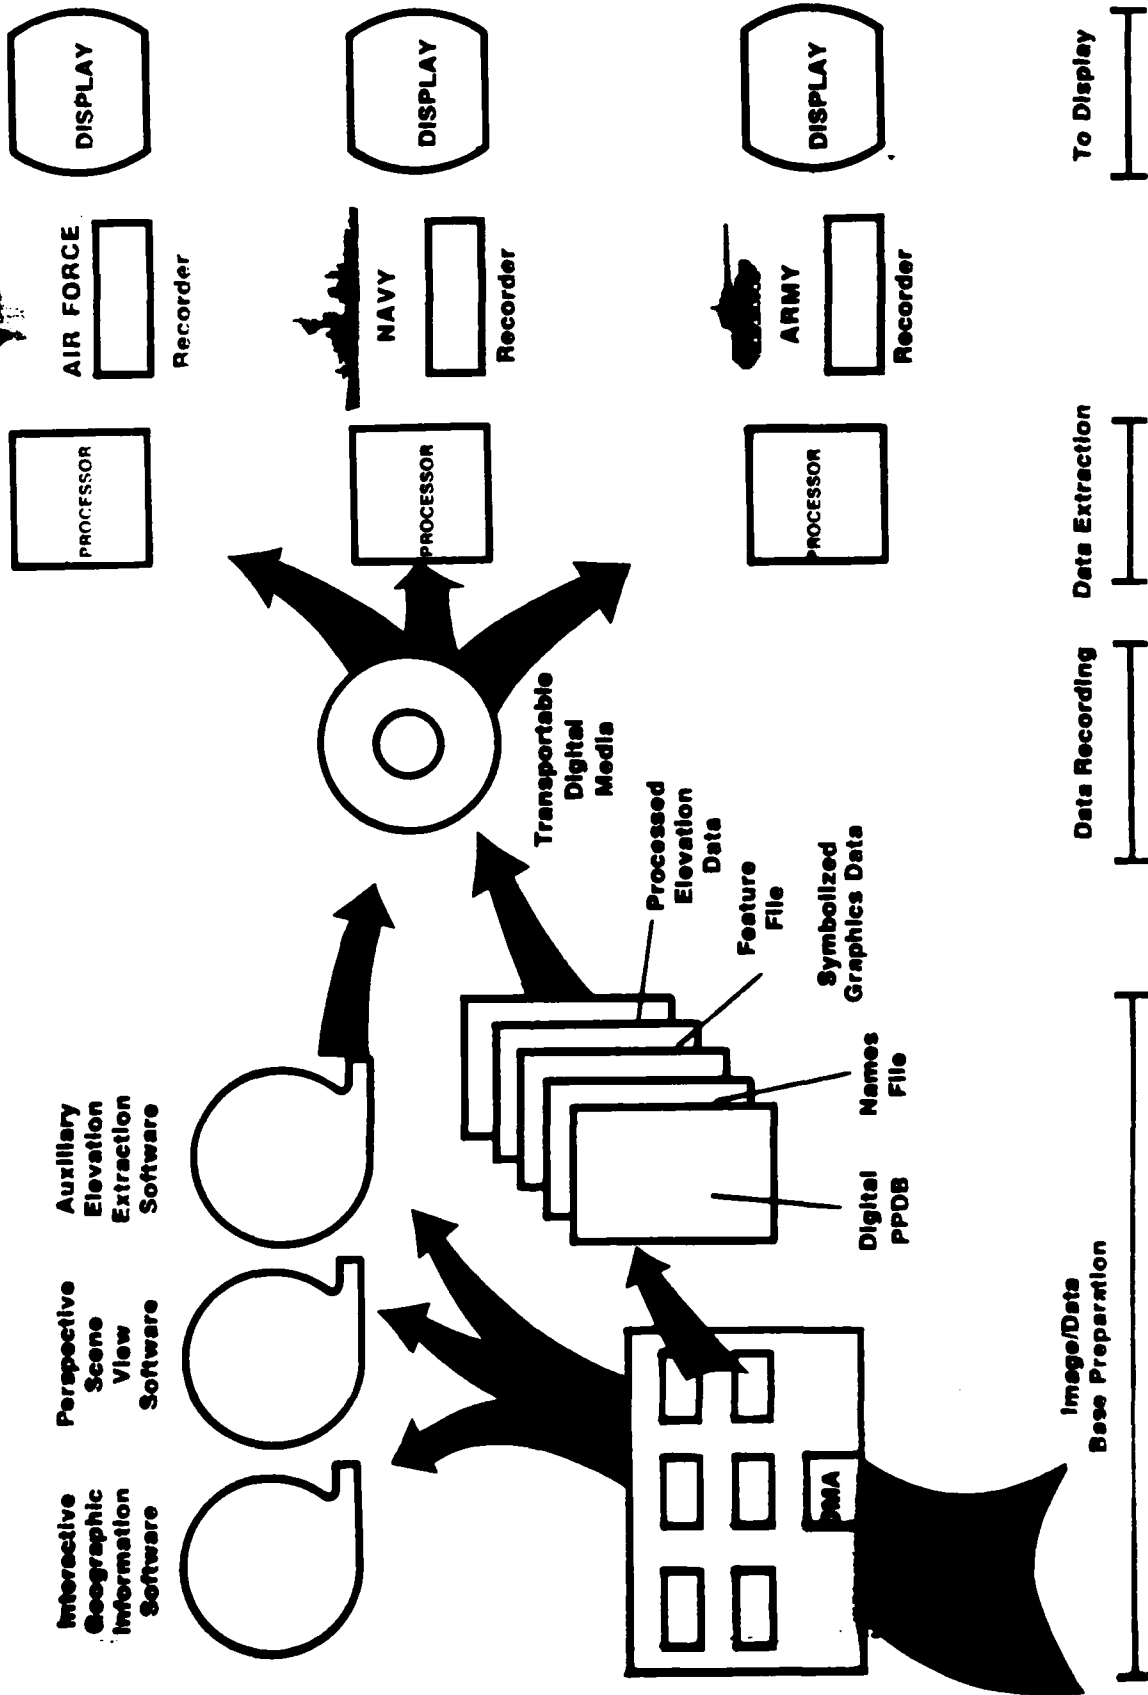 Interactive
Geographic
Information
Software
Perspective
Scene
View
Software
Auxiliary
Elevation
Extraction
Software
DMA
Digital
PPDB
Names
File
Symbolized
Graphics Data
Feature
File
Processed
Elevation
Data
Transportable
Digital
Media
PROCESSOR
AIR FORCE
Recorder
DISPLAY
PROCESSOR
NAVY
Recorder
DISPLAY
PROCESSOR
ARMY
Recorder
DISPLAY
Image/Data
Base Preparation
Data Recording
Data Extraction
To Display